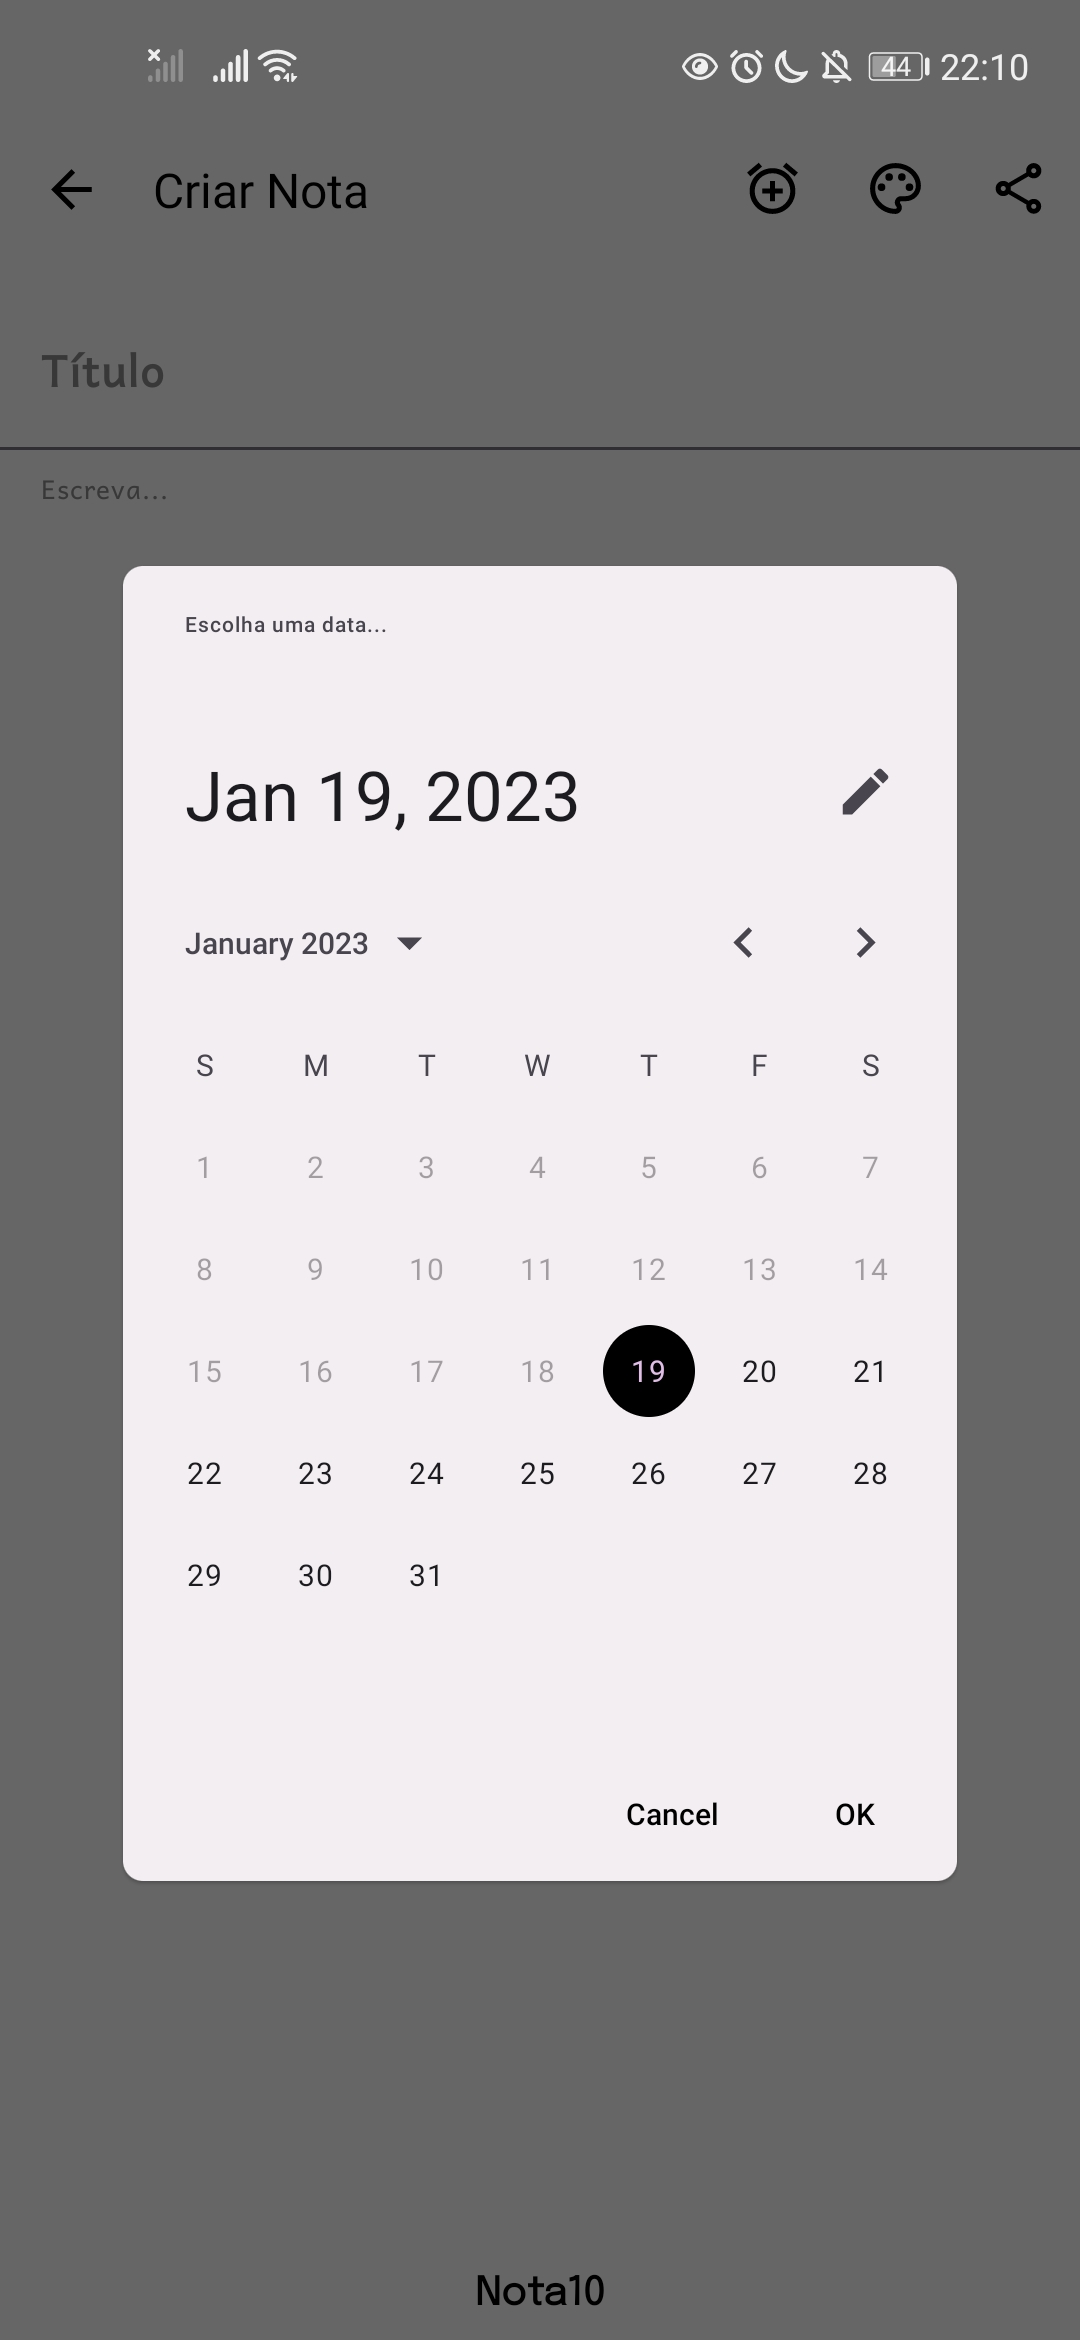 44 22:10
Criar Nota
Título
Escreva...
Escolha uma data...
Jan 19, 2023
January 2023
S M T W T F S
1 2 3 4 5 6 7
8 9 10 11 12 13 14
15 16 17 18 19 20 21
22 23 24 25 26 27 28
29 30 31
Cancel OK
Nota10